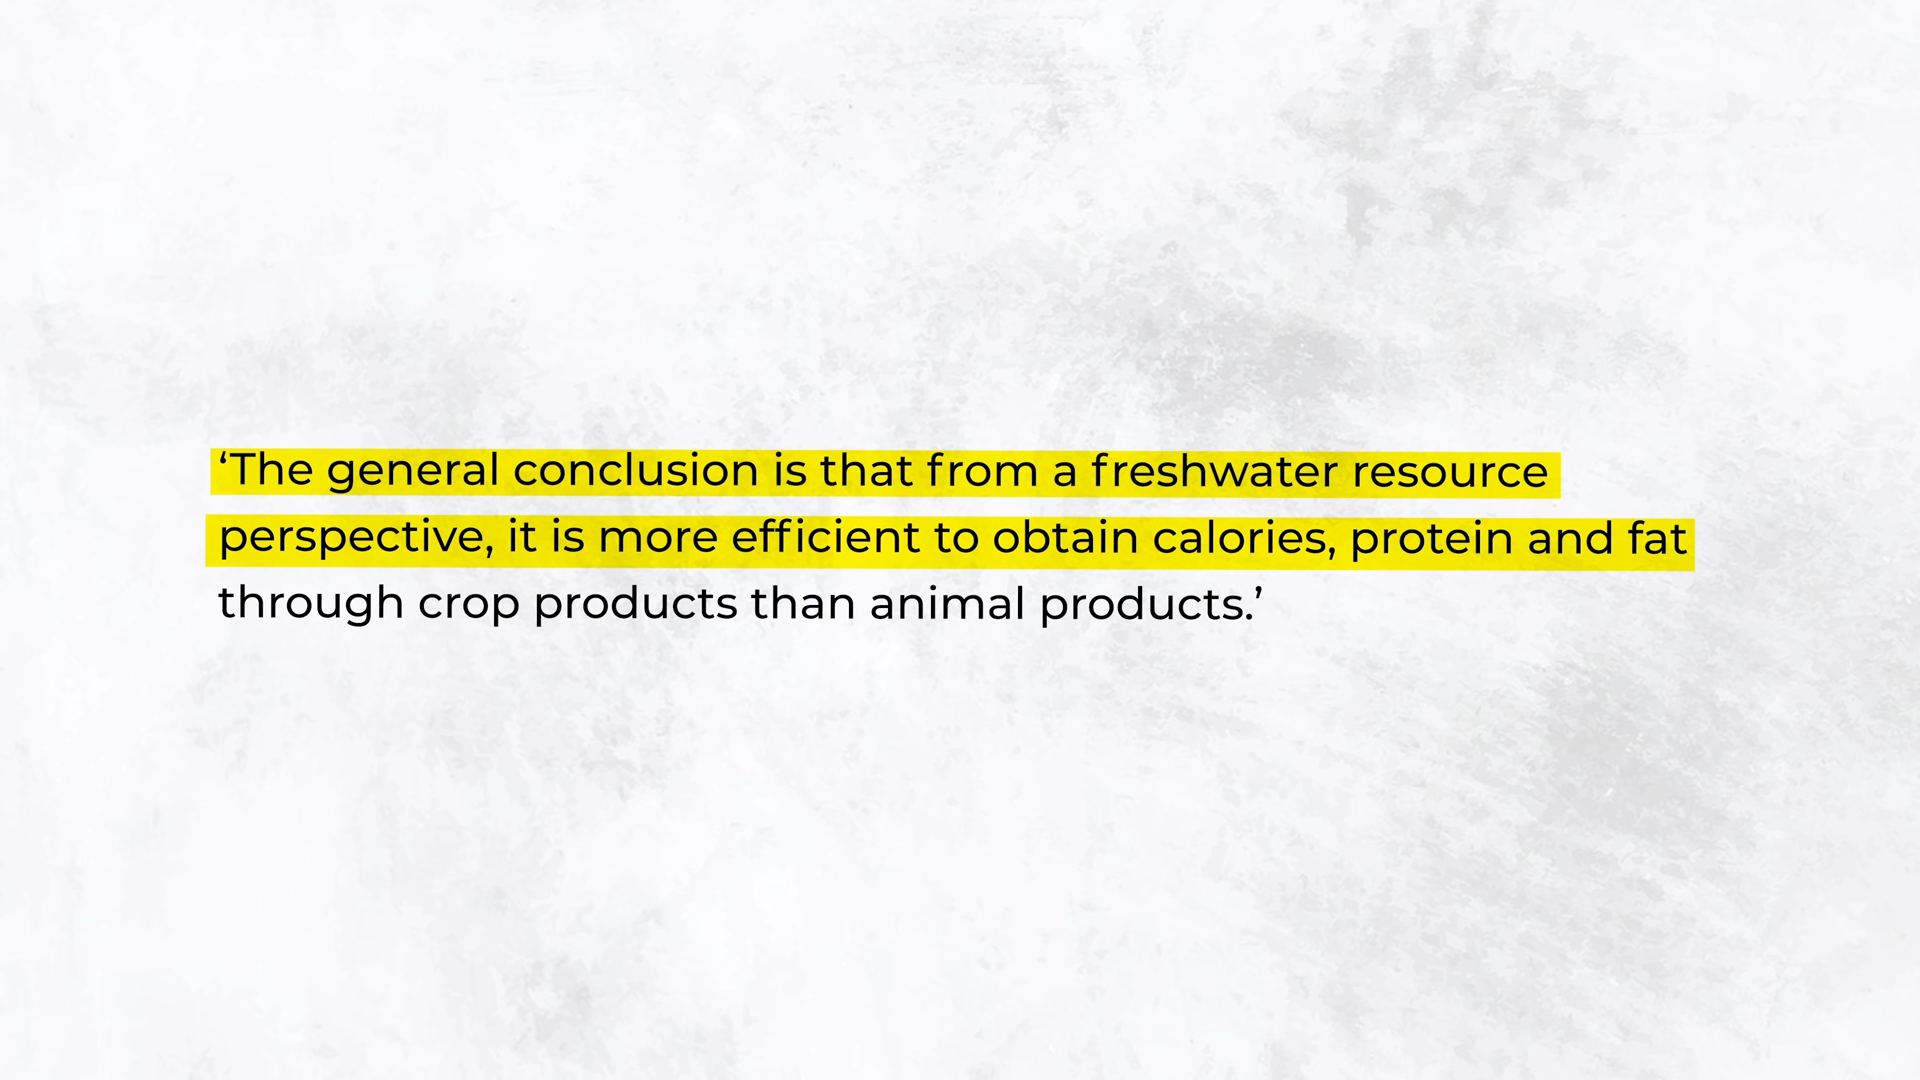 ‘The general conclusion is that from a freshwater resource
perspective, it is more efficient to obtain calories, protein and fat
through crop products than animal products.’